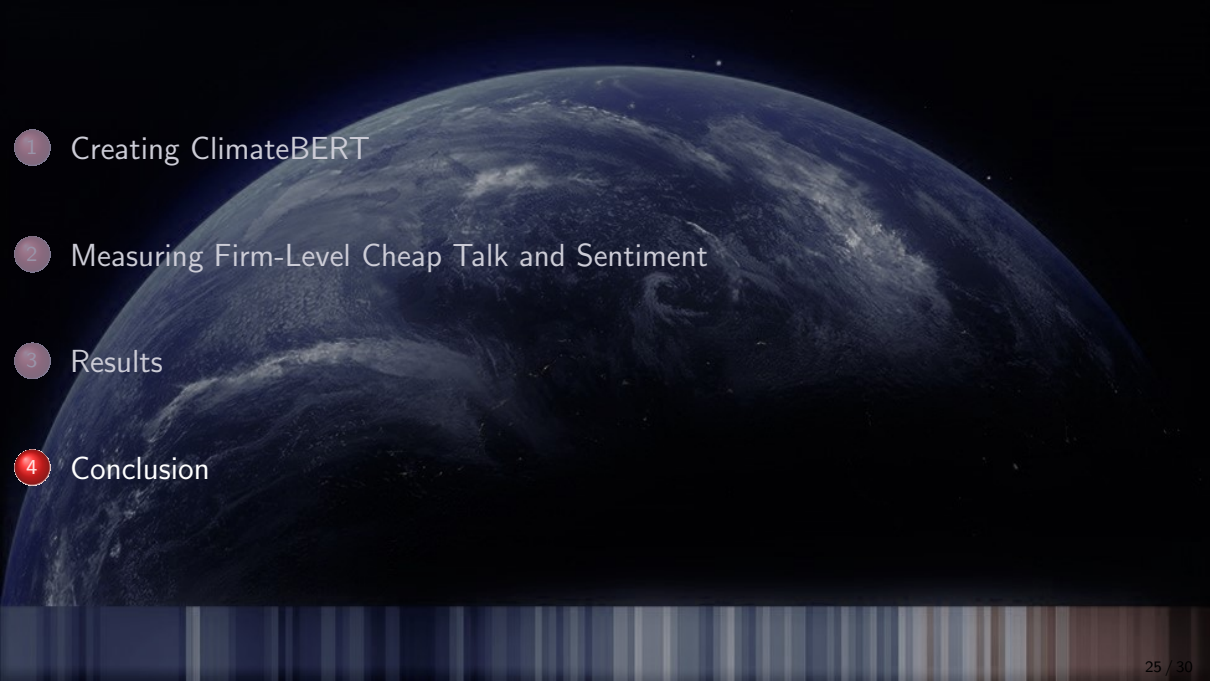 1 Creating ClimateBERT
2 Measuring Firm-Level Cheap Talk and Sentiment
3 Results
4 Conclusion
25 / 30